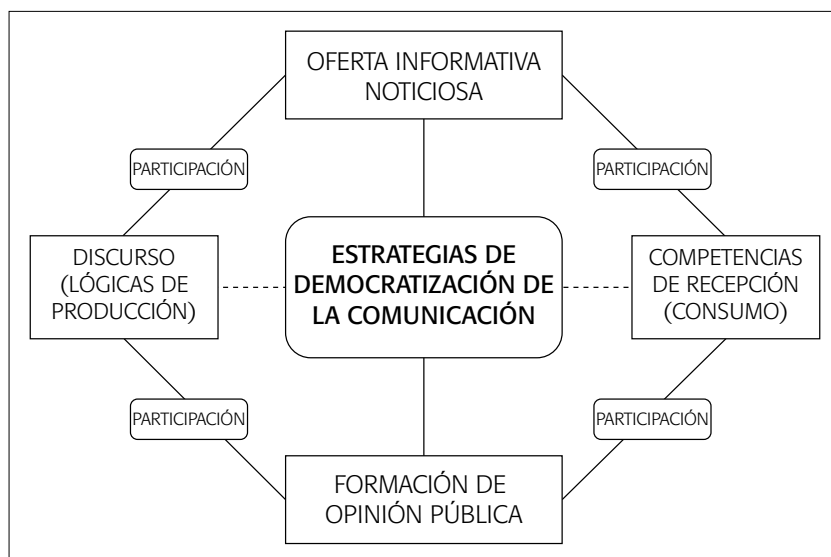 OFERTA INFORMATIVA
NOTICIOSA
PARTICIPACIÓN
PARTICIPACIÓN
DISCURSO
(LÓGICAS DE
PRODUCCIÓN)
ESTRATEGIAS DE
DEMOCRATIZACIÓN DE
LA COMUNICACIÓN
COMPETENCIAS
DE RECEPCIÓN
(CONSUMO)
PARTICIPACIÓN
PARTICIPACIÓN
FORMACIÓN DE
OPINIÓN PÚBLICA